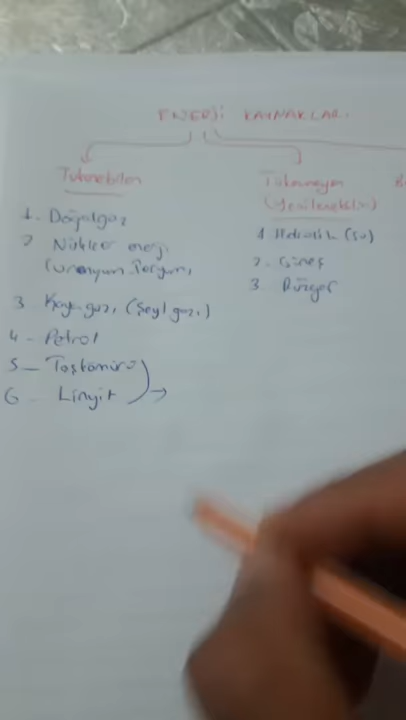 ENERJİ KAYNAKLARI
Tükenebilen
1. Doğalgaz
2 Nükleer enerji
(uranyum, Toryum)
3 Kaya gazı (Şeyl gazı)
4 - Petrol
5 - Taşkömürü
6 - Linyit
Tükenmeyen
(Yenilenebilir)
1 Hidrolik (su)
2. Güneş
3. Rüzgar